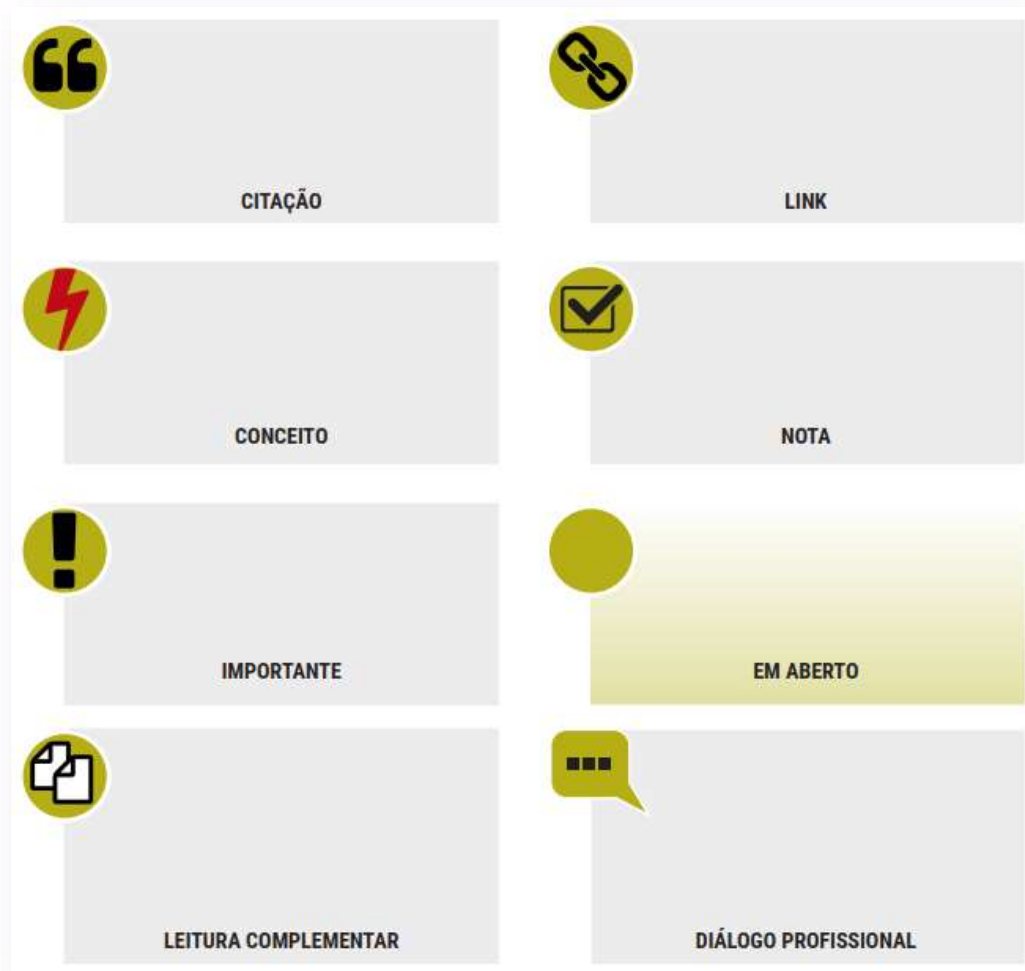 CITAÇÃO
LINK
CONCEITO
NOTA
IMPORTANTE
EM ABERTO
LEITURA COMPLEMENTAR
DIÁLOGO PROFISSIONAL